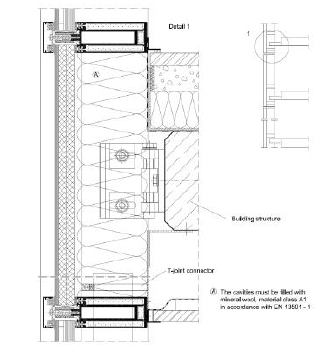 Detail 1
1
A
Building structure
T-joint connector
A The cavities must be filled with
mineral wool, material class A1
in accordance with EN 13501 - 1